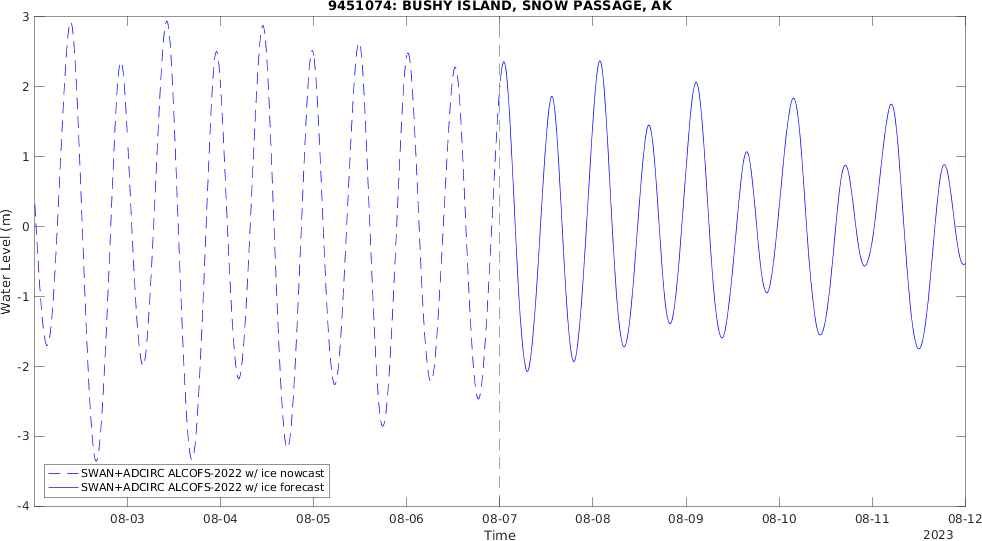 9451074: BUSHY ISLAND, SNOW PASSAGE, AK
3
2
1
0
-1
-2
-3
-4
Water Level (m)
SWAN+ADCIRC ALCOFS-2022 w/ ice nowcast
SWAN+ADCIRC ALCOFS-2022 w/ ice forecast
08-03 08-04 08-05 08-06 08-07 08-08 08-09 08-10 08-11 08-12
Time
2023